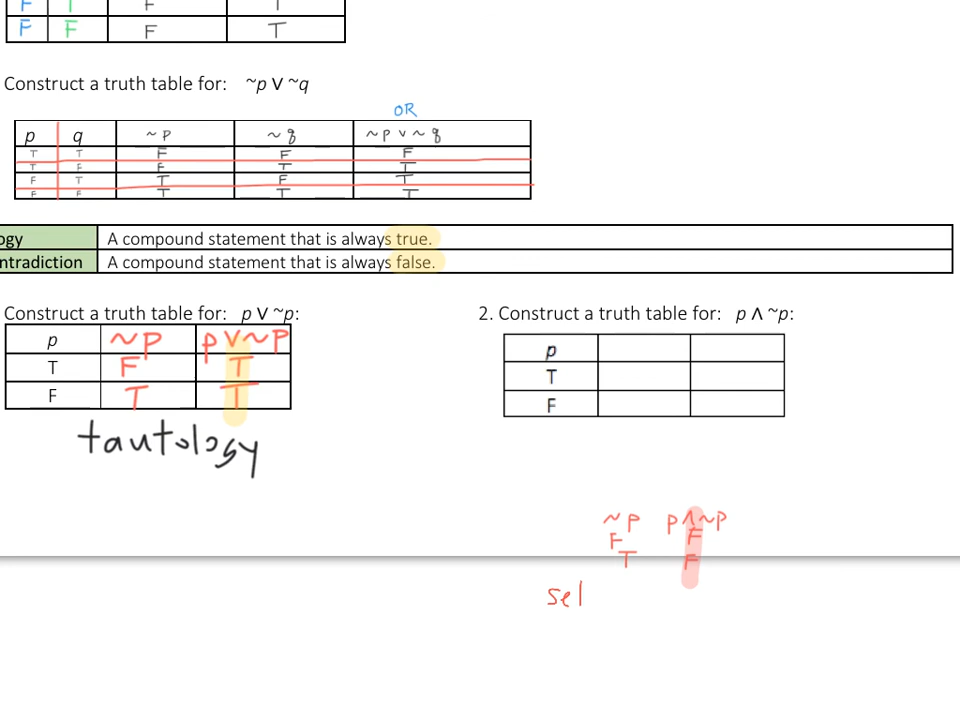 F T F T
F F F T
Construct a truth table for: ~p ∨ ~q
OR
p q ~P ~q ~P ∨ ~q
T T F F F
T F F T T
F T T F T
F F T T T
ogy A compound statement that is always true.
ntradiction A compound statement that is always false.
Construct a truth table for: p ∨ ~p:
p ~P P∨~P
T F T
F T T
tautology
2. Construct a truth table for: p ∧ ~p:
p
T
F
~P P∧~P
F F
T F
sel